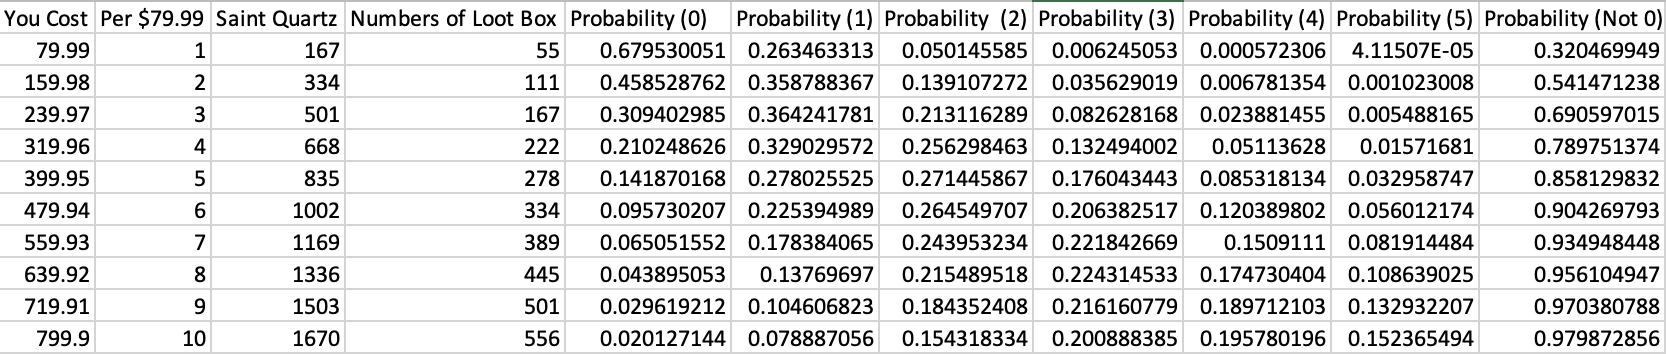 You Cost Per $79.99 Saint Quartz Numbers of Loot Box Probability (0) Probability (1) Probability (2) Probability (3) Probability (4) Probability (5) Probability (Not 0)
79.99 1 167 55 0.679530051 0.263463313 0.050145585 0.006245053 0.000572306 4.11507E-05 0.320469949
159.98 2 334 111 0.458528762 0.358788367 0.139107272 0.035629019 0.006781354 0.001023008 0.541471238
239.97 3 501 167 0.309402985 0.364241781 0.213116289 0.082628168 0.023881455 0.005488165 0.690597015
319.96 4 668 222 0.210248626 0.329029572 0.256298463 0.132494002 0.05113628 0.01571681 0.789751374
399.95 5 835 278 0.141870168 0.278025525 0.271445867 0.176043443 0.085318134 0.032958747 0.858129832
479.94 6 1002 334 0.095730207 0.225394989 0.264549707 0.206382517 0.120389802 0.056012174 0.904269793
559.93 7 1169 389 0.065051552 0.178384065 0.243953234 0.221842669 0.1509111 0.081914484 0.934948448
639.92 8 1336 445 0.043895053 0.13769697 0.215489518 0.224314533 0.174730404 0.108639025 0.956104947
719.91 9 1503 501 0.029619212 0.104606823 0.184352408 0.216160779 0.189712103 0.132932207 0.970380788
799.9 10 1670 556 0.020127144 0.078887056 0.154318334 0.200888385 0.195780196 0.152365494 0.979872856